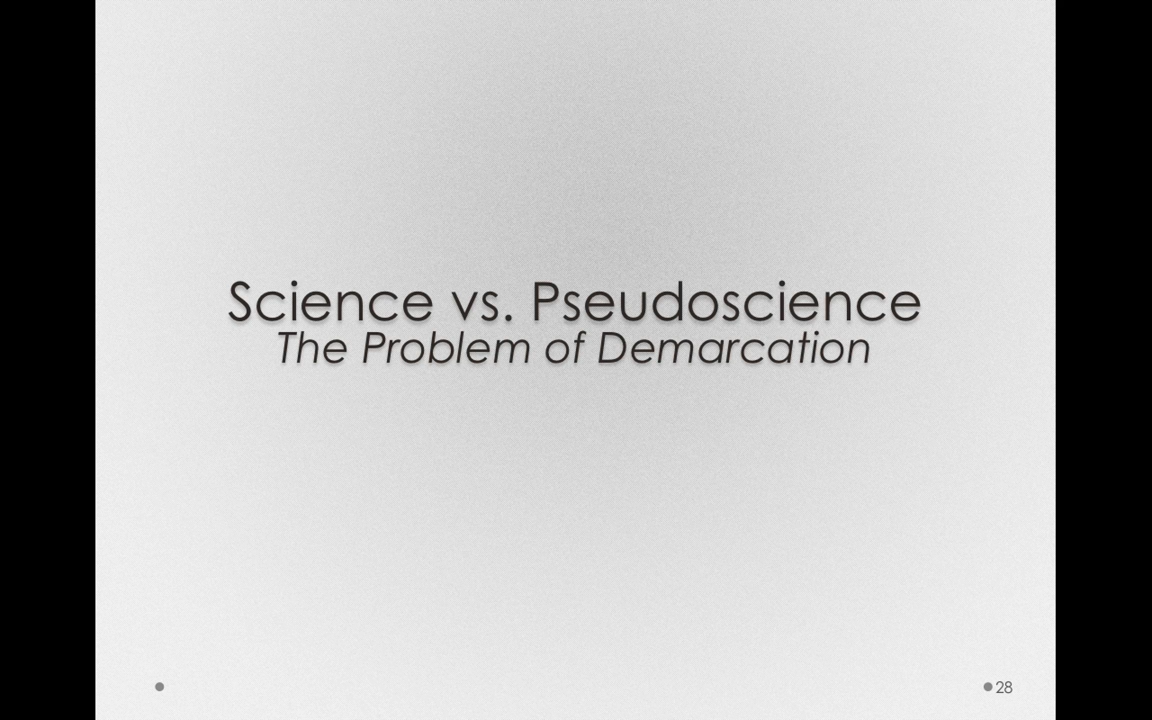 Science vs. Pseudoscience
The Problem of Demarcation
28